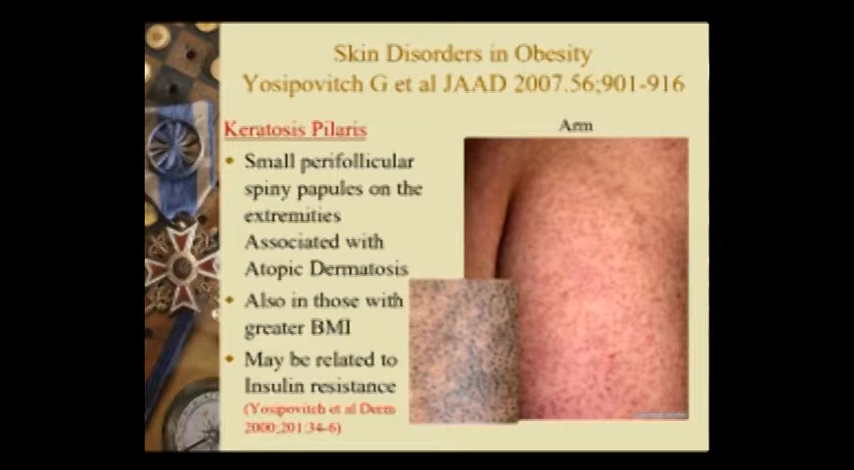 Skin Disorders in Obesity
Yosipovitch G et al JAAD 2007.56;901-916
Keratosis Pilaris
Arm
• Small perifollicular
spiny papules on the
extremities
Associated with
Atopic Dermatosis
• Also in those with
greater BMI
• May be related to
Insulin resistance
(Yosipovitch et al Derm
2000;201:34-6)